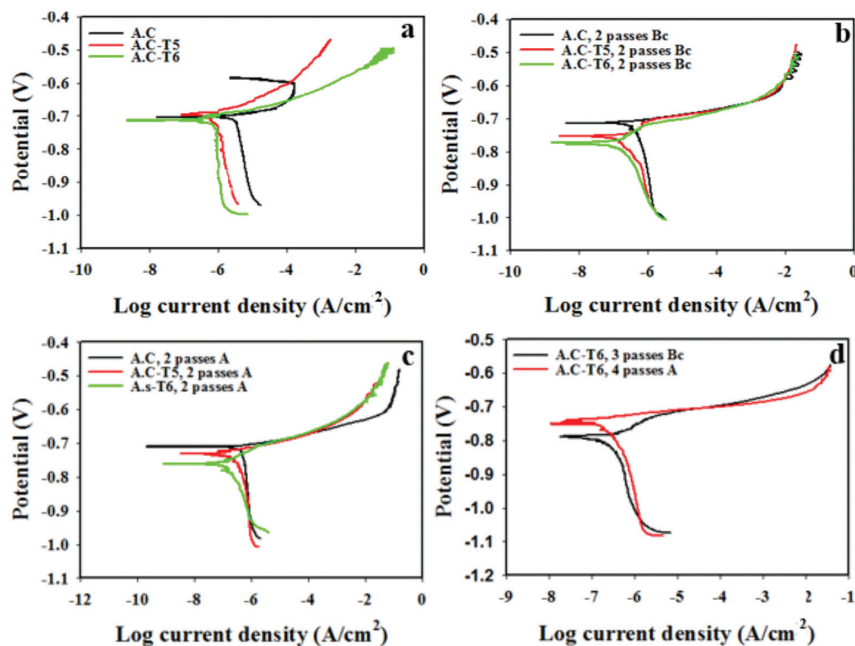 a
A.C
A.C-T5
A.C-T6
Potential (V)
-0.4
-0.5
-0.6
-0.7
-0.8
-0.9
-1.0
-1.1
-10 -8 -6 -4 -2 0
Log current density (A/cm2)
b
A.C, 2 passes Bc
A.C-T5, 2 passes Bc
A.C-T6, 2 passes Bc
Potential (V)
-0.4
-0.5
-0.6
-0.7
-0.8
-0.9
-1.0
-1.1
-10 -8 -6 -4 -2 0
Log current density (A/cm2)
c
A.C, 2 passes A
A.C-T5, 2 passes A
A.s-T6, 2 passes A
Potential (V)
-0.4
-0.5
-0.6
-0.7
-0.8
-0.9
-1.0
-1.1
-12 -10 -8 -6 -4 -2 0
Log current density (A/cm2)
d
A.C-T6, 3 passes Bc
A.C-T6, 4 passes A
Potential (V)
-0.5
-0.6
-0.7
-0.8
-0.9
-1.0
-1.1
-1.2
-9 -8 -7 -6 -5 -4 -3 -2 -1
Log current density (A/cm2)